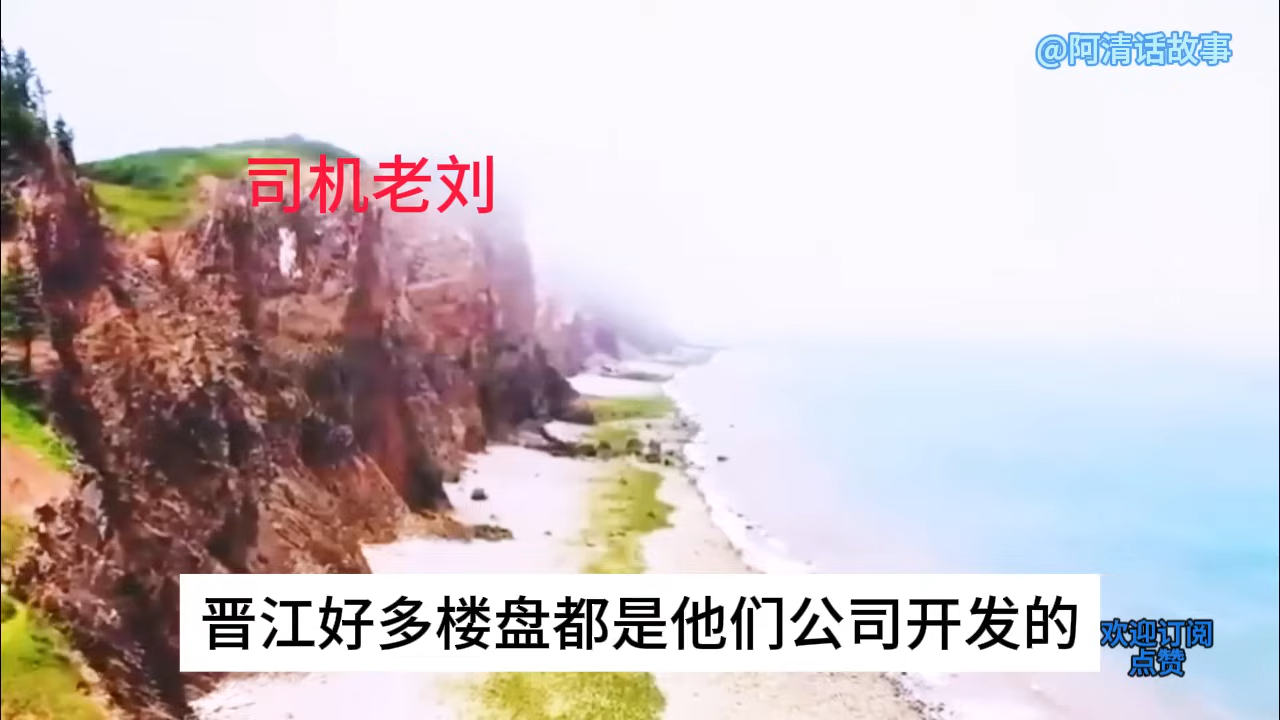 @阿清话故事
司机老刘
晋江好多楼盘都是他们公司开发的
欢迎订阅
点赞